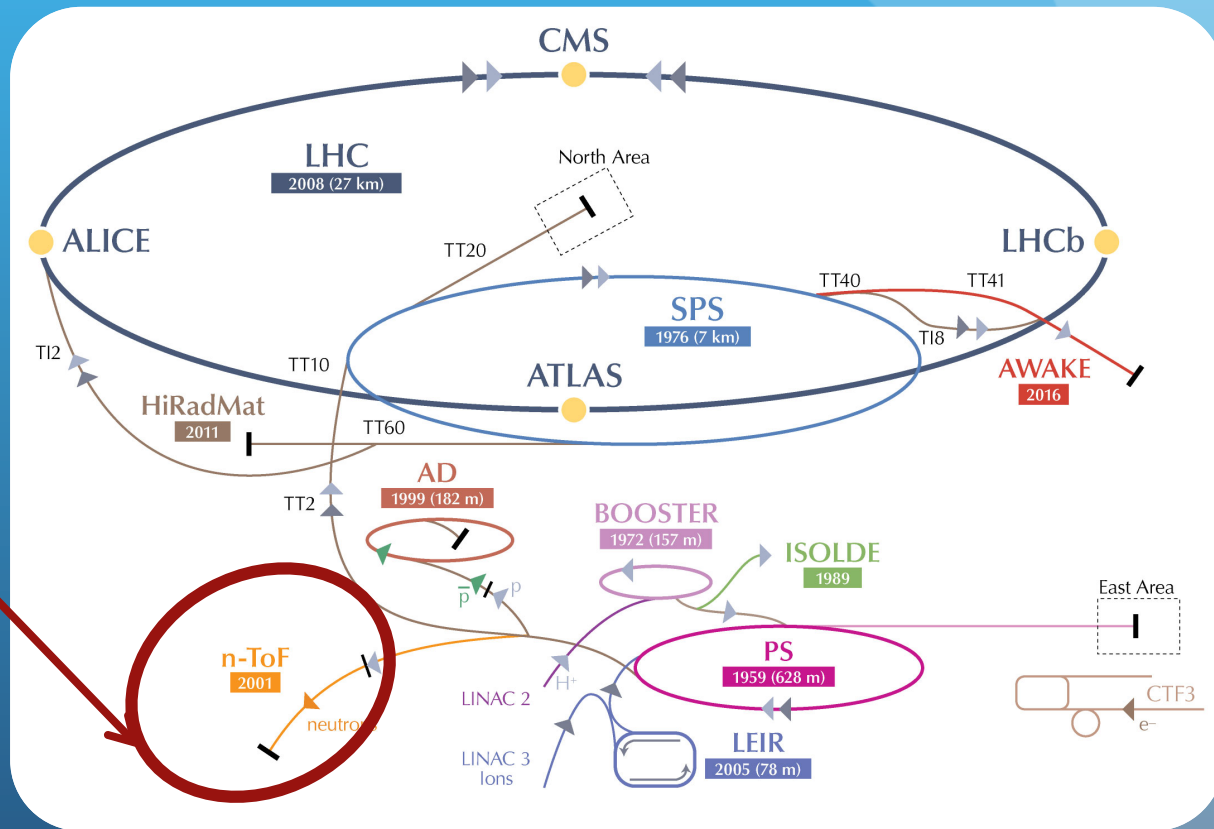 CMS
LHC
2008 (27 km)
North Area
ALICE
LHCb
TT20
TT40
TT41
SPS
1976 (7 km)
TI8
TI2
TT10
ATLAS
AWAKE
2016
HiRadMat
2011
TT60
AD
1999 (182 m)
TT2
BOOSTER
1972 (157 m)
ISOLDE
1989
p̅
p
East Area
n-ToF
2001
PS
1959 (628 m)
H⁺
LINAC 2
neutrons
CTF3
e⁻
LINAC 3
Ions
LEIR
2005 (78 m)